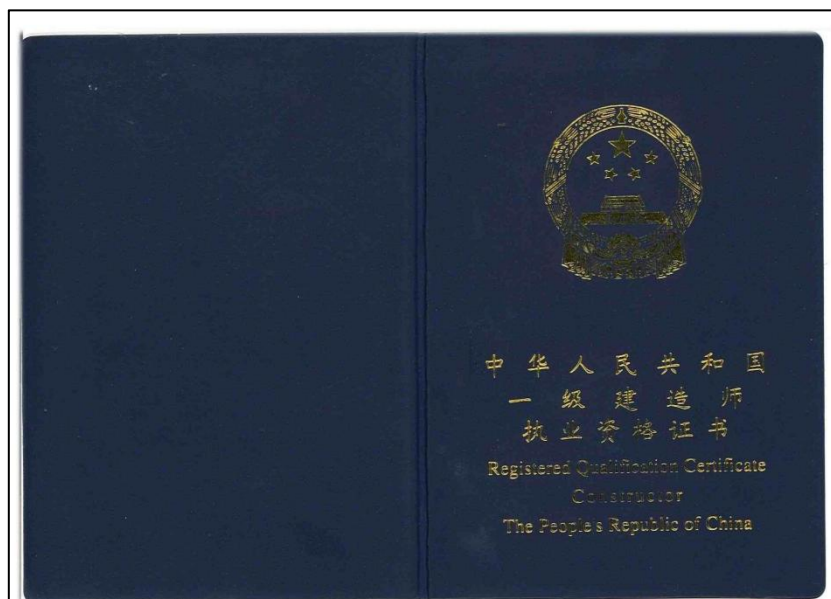 中华人民共和国
一级建造师
执业资格证书
Registered Qualification Certificate
Constructor
The People's Republic of China